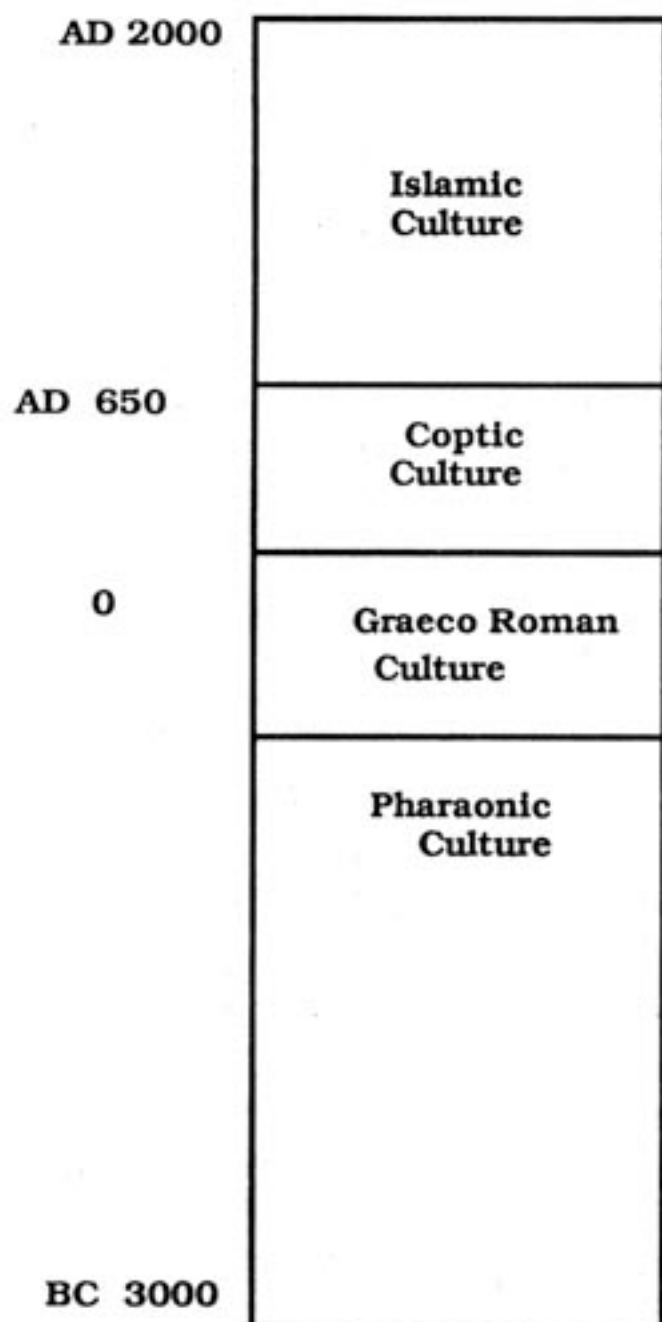 AD 2000
Islamic
Culture
AD 650
Coptic
Culture
0
Graeco Roman
Culture
Pharaonic
Culture
BC 3000